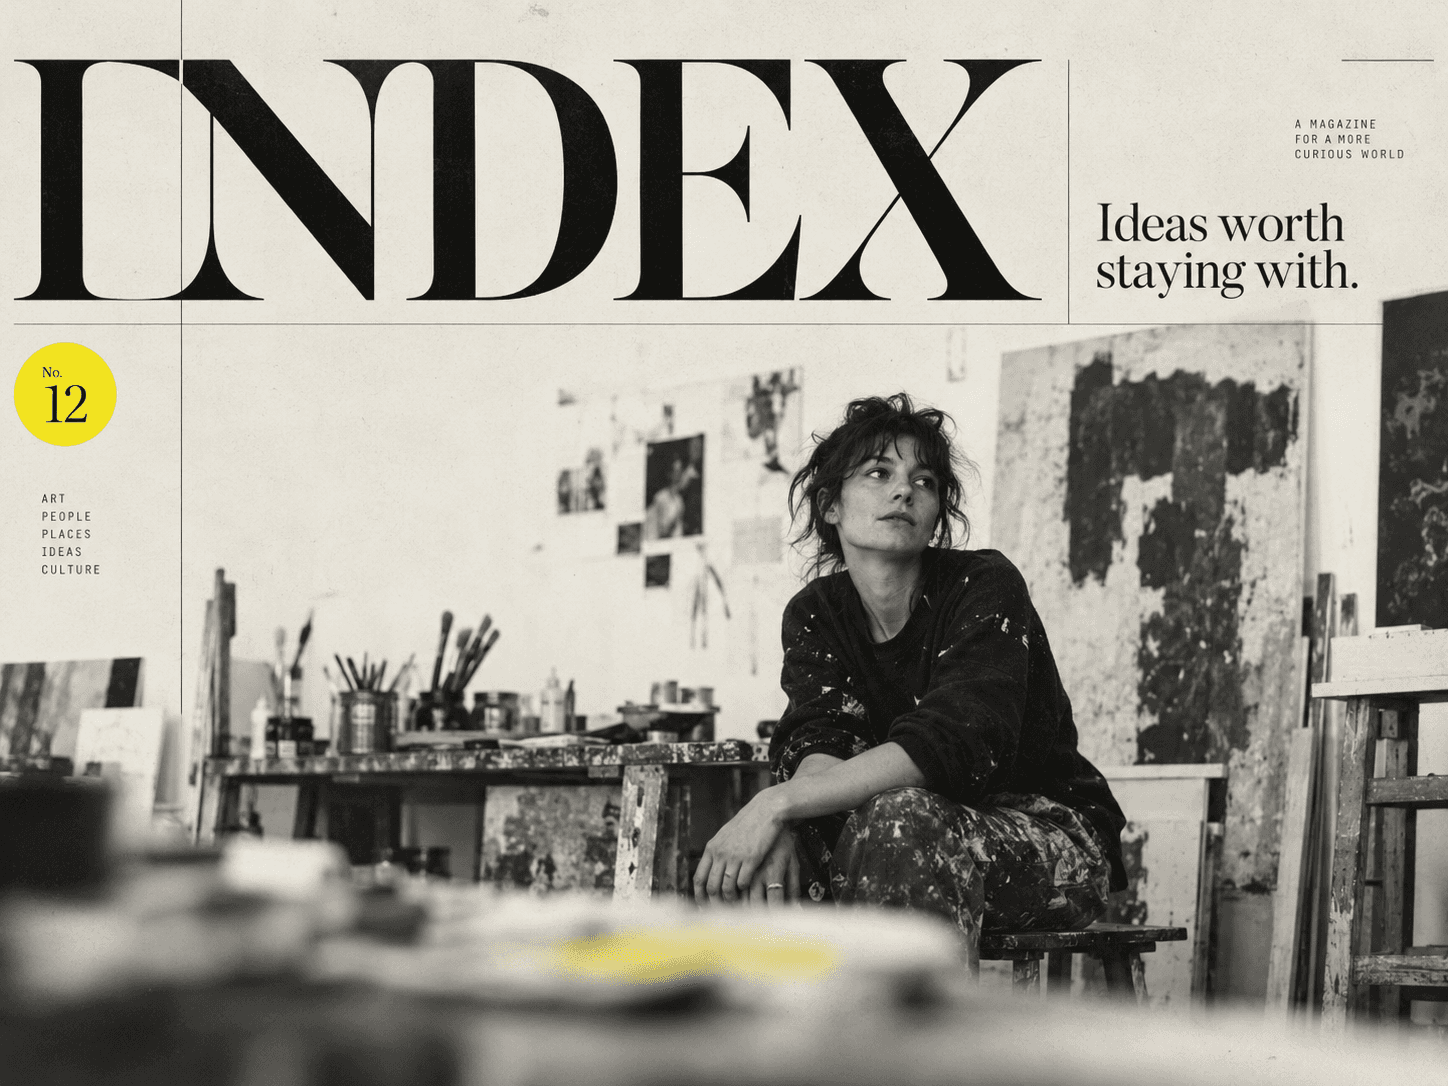 INDEX
A MAGAZINE
FOR A MORE
CURIOUS WORLD
Ideas worth
staying with.
No.
12
ART
PEOPLE
PLACES
IDEAS
CULTURE